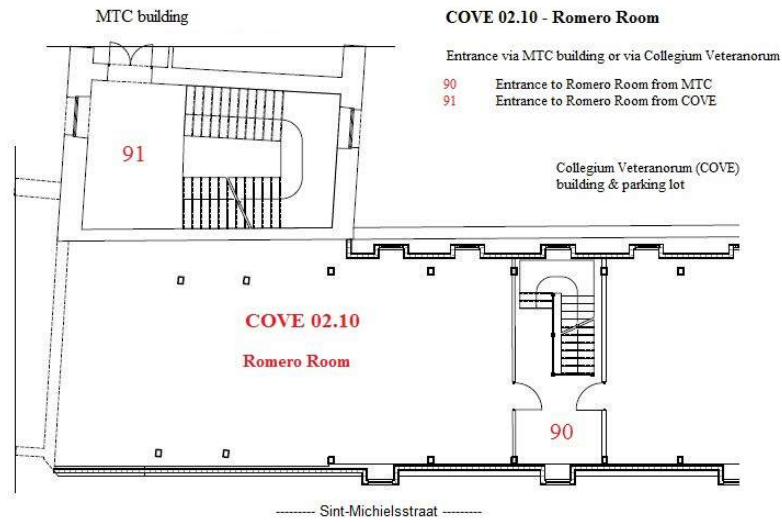 MTC building
COVE 02.10 - Romero Room
Entrance via MTC building or via Collegium Veteranorum
90 Entrance to Romero Room from MTC
91 Entrance to Romero Room from COVE
91
Collegium Veteranorum (COVE)
building & parking lot
COVE 02.10
Romero Room
90
--------- Sint-Michielsstraat ---------